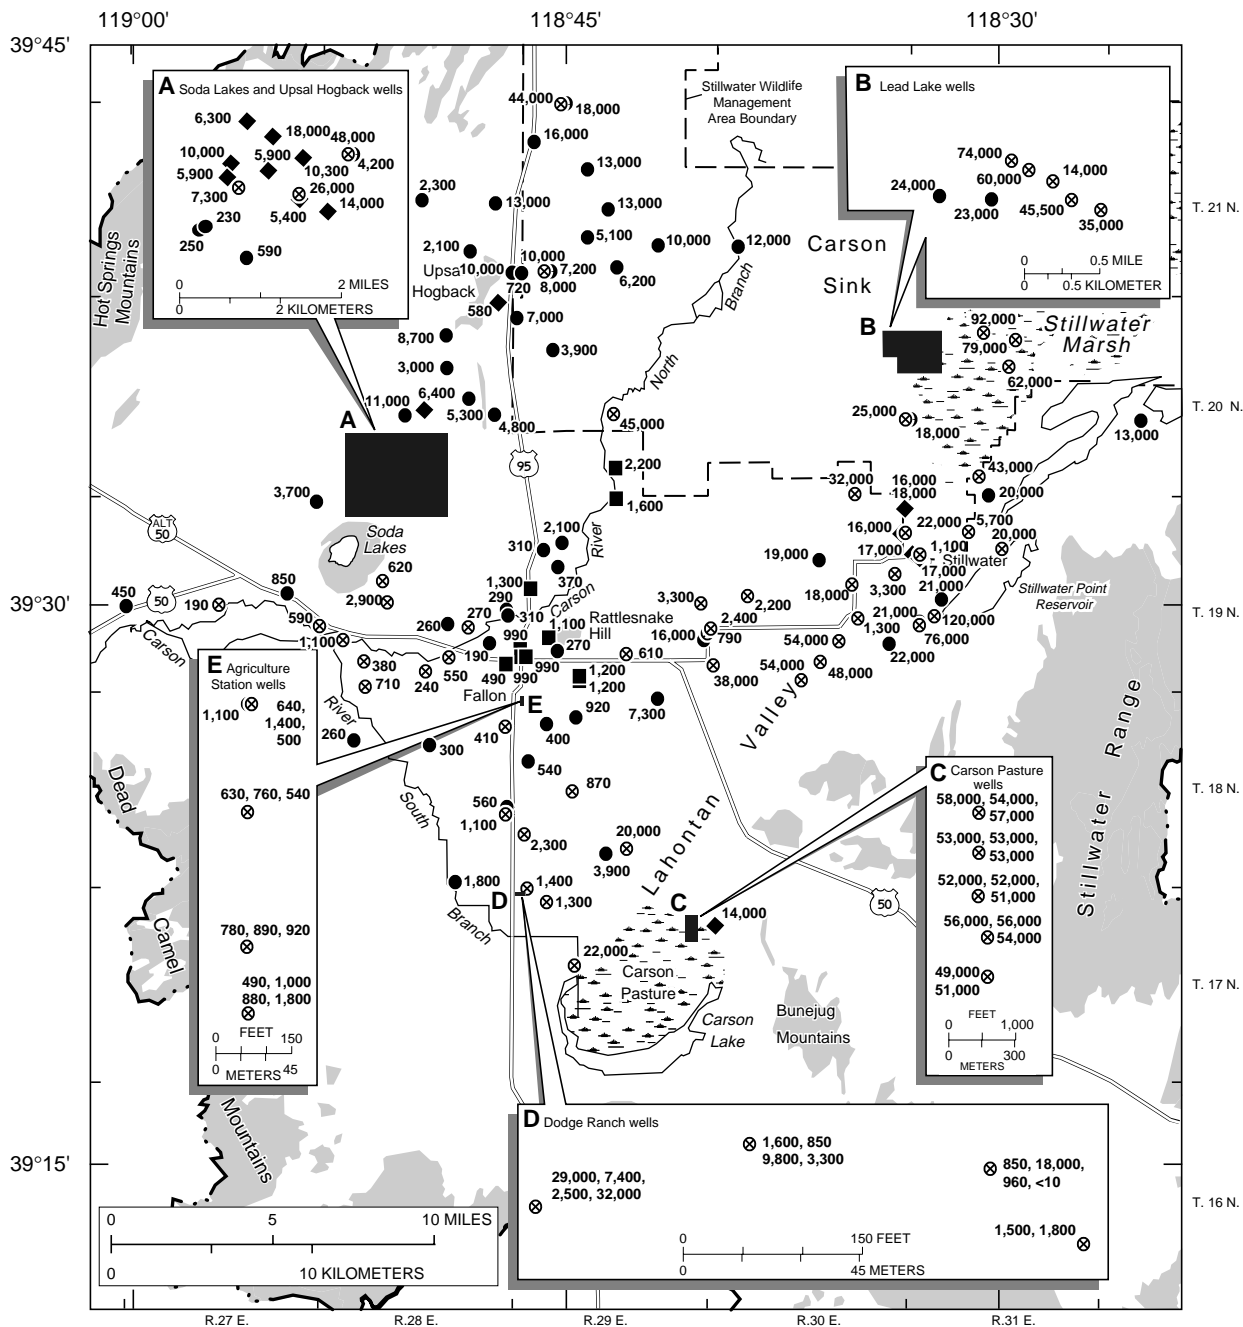 119°00'
118°45'
118°30'
39°45'
39°30'
39°15'
T. 21 N.
T. 20 N.
T. 19 N.
T. 18 N.
T. 17 N.
T. 16 N.
R.27 E.
R.28 E.
R.29 E.
R.30 E.
R.31 E.
A Soda Lakes and Upsal Hogback wells
6,300
18,000
48,000
10,000
5,900
4,200
5,900
10,300
7,300
26,000
230
5,400
14,000
250
590
0
2 MILES
0
2 KILOMETERS
B Lead Lake wells
74,000
14,000
60,000
24,000
23,000
45,500
35,000
0
0.5 MILE
0
0.5 KILOMETER
Stillwater Wildlife
Management
Area Boundary
44,000
18,000
16,000
13,000
2,300
13,000
13,000
2,100
5,100
10,000
12,000
10,000
10,000
7,200
720
8,000
6,200
580
7,000
8,700
3,900
3,000
6,400
11,000
5,300
4,800
45,000
Hot Springs
Mountains
Upsa
Hogback
Carson
Sink
Branch
North
B
92,000
79,000
62,000
Stillwater
Marsh
25,000
18,000
13,000
A
95
2,200
1,600
3,700
Soda
Lakes
ALT
50
50
River
Carson
43,000
32,000
16,000
18,000
20,000
16,000
22,000
5,700
17,000
1,100
20,000
Stillwater
17,000
3,300
21,000
Stillwater Point
Reservoir
19,000
18,000
2,100
310
370
620
1,300
450
850
190
2,900
590
1,100
260
270
290
310
990
1,100
Rattlesnake
Hill
3,300
2,200
2,400
16,000
790
21,000
1,300
120,000
76,000
54,000
22,000
Carson
380
710
240
550
190
490
990
990
270
610
1,200
1,200
38,000
54,000
48,000
Fallon
E
920
400
7,300
Valley
River
260
300
410
540
870
560
1,100
2,300
20,000
3,900
South
Lahontan
Stillwater Range
1,800
1,400
1,300
D
Branch
C
14,000
50
22,000
Carson
Pasture
Carson
Lake
Bunejug
Mountains
Dead
Camel
Mountains
E Agriculture
Station wells
1,100
640,
1,400,
500
630, 760, 540
780, 890, 920
490, 1,000
880, 1,800
FEET
0
150
0
45
METERS
C Carson Pasture
wells
58,000, 54,000,
57,000
53,000, 53,000,
53,000
52,000, 52,000,
51,000
56,000, 56,000
54,000
49,000
51,000
FEET
0
1,000
0
300
METERS
D Dodge Ranch wells
1,600, 850
9,800, 3,300
29,000, 7,400,
2,500, 32,000
850, 18,000,
960, <10
1,500, 1,800
0
150 FEET
0
45 METERS
0
5
10 MILES
0
10 KILOMETERS